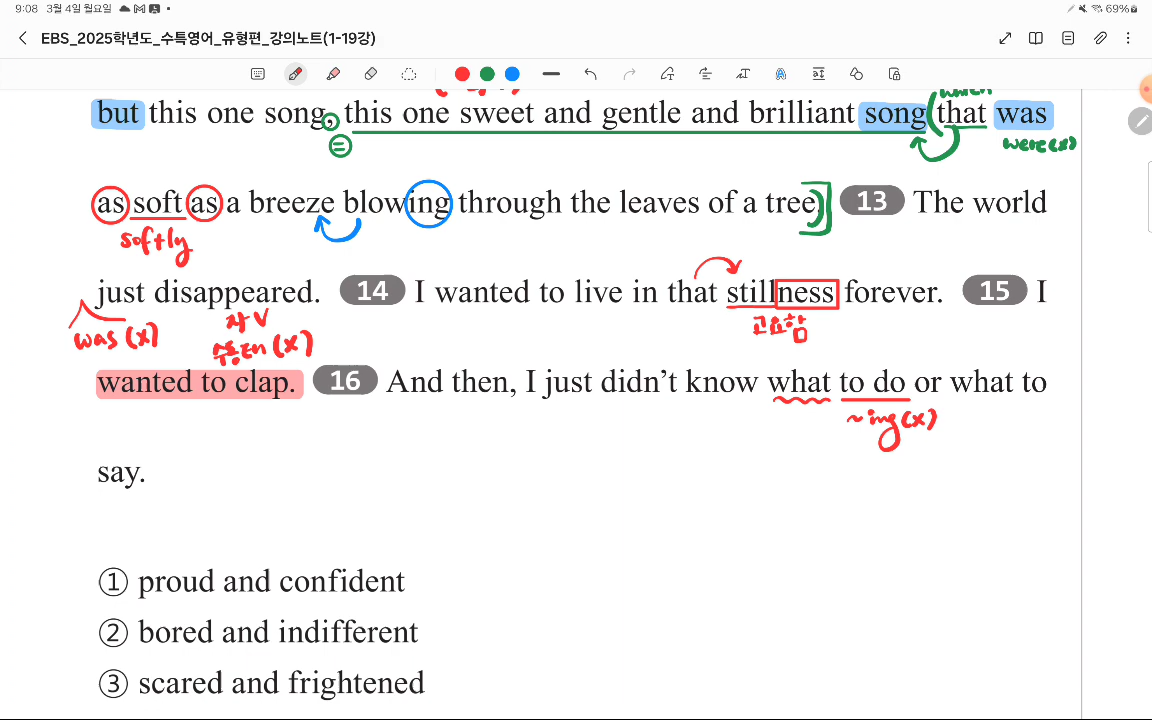 9:08 3월 4일 월요일 69%
EBS_2025학년도_수특영어_유형편_강의노트(1-19강)
which
but this one song, this one sweet and gentle and brilliant song that was
=
were(x)
as soft as a breeze blowing through the leaves of a tree. 13 The world
softly
just disappeared. 14 I wanted to live in that stillness forever. 15 I
was(x) 자V 고요함
수동태(x)
wanted to clap. 16 And then, I just didn't know what to do or what to
~ing(x)
say.
① proud and confident
② bored and indifferent
③ scared and frightened